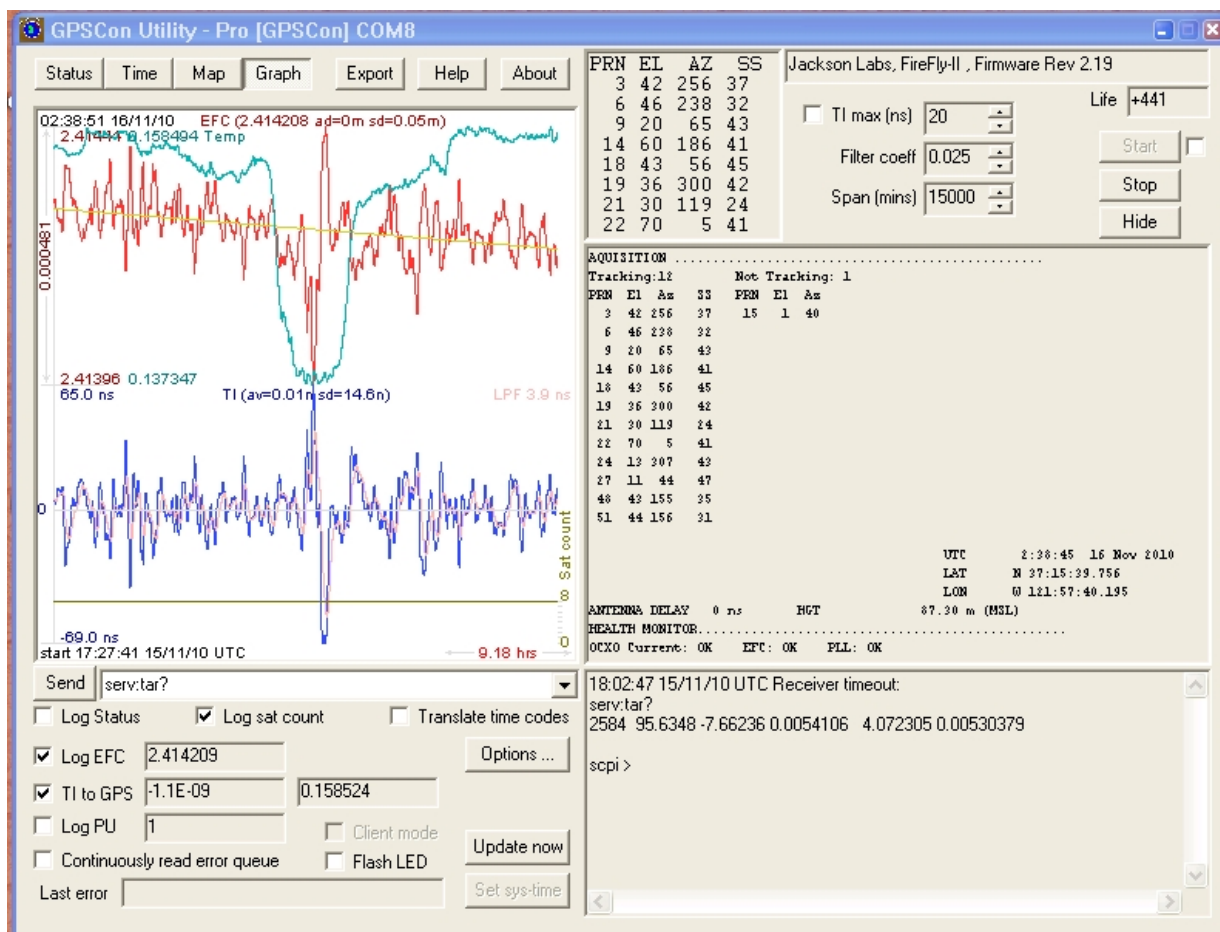 GPSCon Utility - Pro [GPSCon] COM8
Status Time Map Graph Export Help About
02:38:51 16/11/10 EFC (2.414208 ad=0m sd=0.05m)
2.41444 0.158494 Temp
0.000481
2.41396 0.137347
65.0 ns TI (av=0.01n sd=14.6n) LPF 3.9 ns
0
Sat count
8
0
-69.0 ns
start 17:27:41 15/11/10 UTC 9.18 hrs
PRN EL AZ SS
3 42 256 37
6 46 238 32
9 20 65 43
14 60 186 41
18 43 56 45
19 36 300 42
21 30 119 24
22 70 5 41
Jackson Labs, FireFly-II , Firmware Rev 2.19
Life +441
TI max (ns) 20
Filter coeff 0.025
Span (mins) 15000
Start
Stop
Hide
AQUISITION ................................................
Tracking:12 Not Tracking: 1
PRN El Az SS PRN El Az
3 42 256 37 15 1 40
6 46 238 32
9 20 65 43
14 60 186 41
18 43 56 45
19 36 300 42
21 30 119 24
22 70 5 41
24 13 307 43
27 11 44 47
48 43 155 35
51 44 156 31
UTC 2:38:45 16 Nov 2010
LAT N 37:15:39.756
LON W 121:57:40.195
ANTENNA DELAY 0 ns HGT 87.30 m (MSL)
HEALTH MONITOR................................................
OCXO Current: OK EFC: OK PLL: OK
Send serv:tar?
Log Status Log sat count Translate time codes
Log EFC 2.414209 Options ...
TI to GPS -1.1E-09 0.158524
Log PU 1 Client mode
Update now
Continuously read error queue Flash LED
Last error Set sys-time
18:02:47 15/11/10 UTC Receiver timeout:
serv:tar?
2584 95.6348 -7.66236 0.0054106 4.072305 0.00530379
scpi >